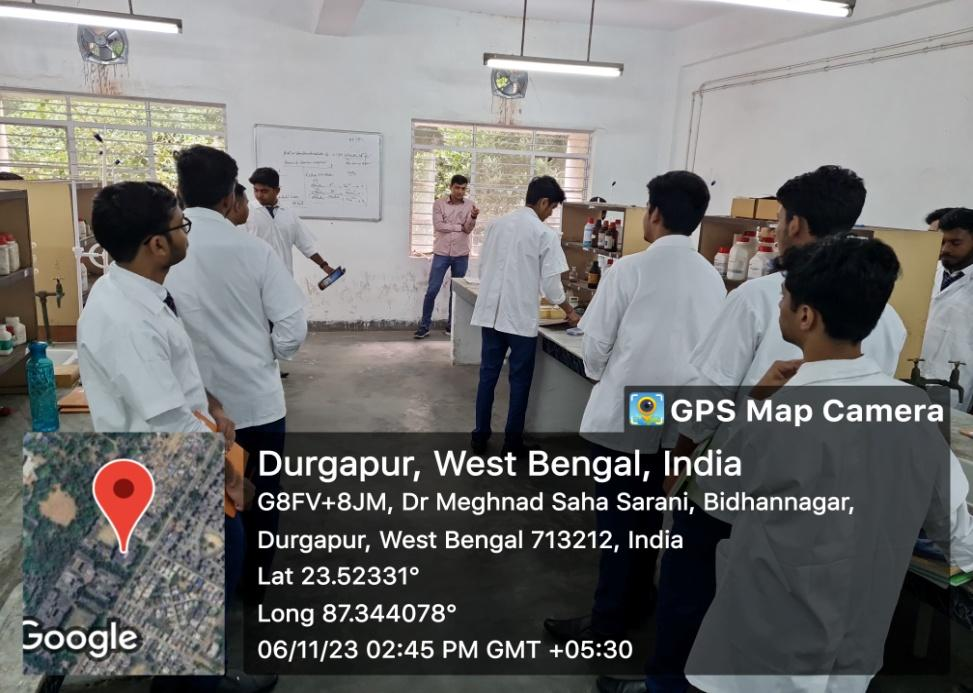 GPS Map Camera
Durgapur, West Bengal, India
G8FV+8JM, Dr Meghnad Saha Sarani, Bidhannagar,
Durgapur, West Bengal 713212, India
Lat 23.52331°
Long 87.344078°
06/11/23 02:45 PM GMT +05:30
Google